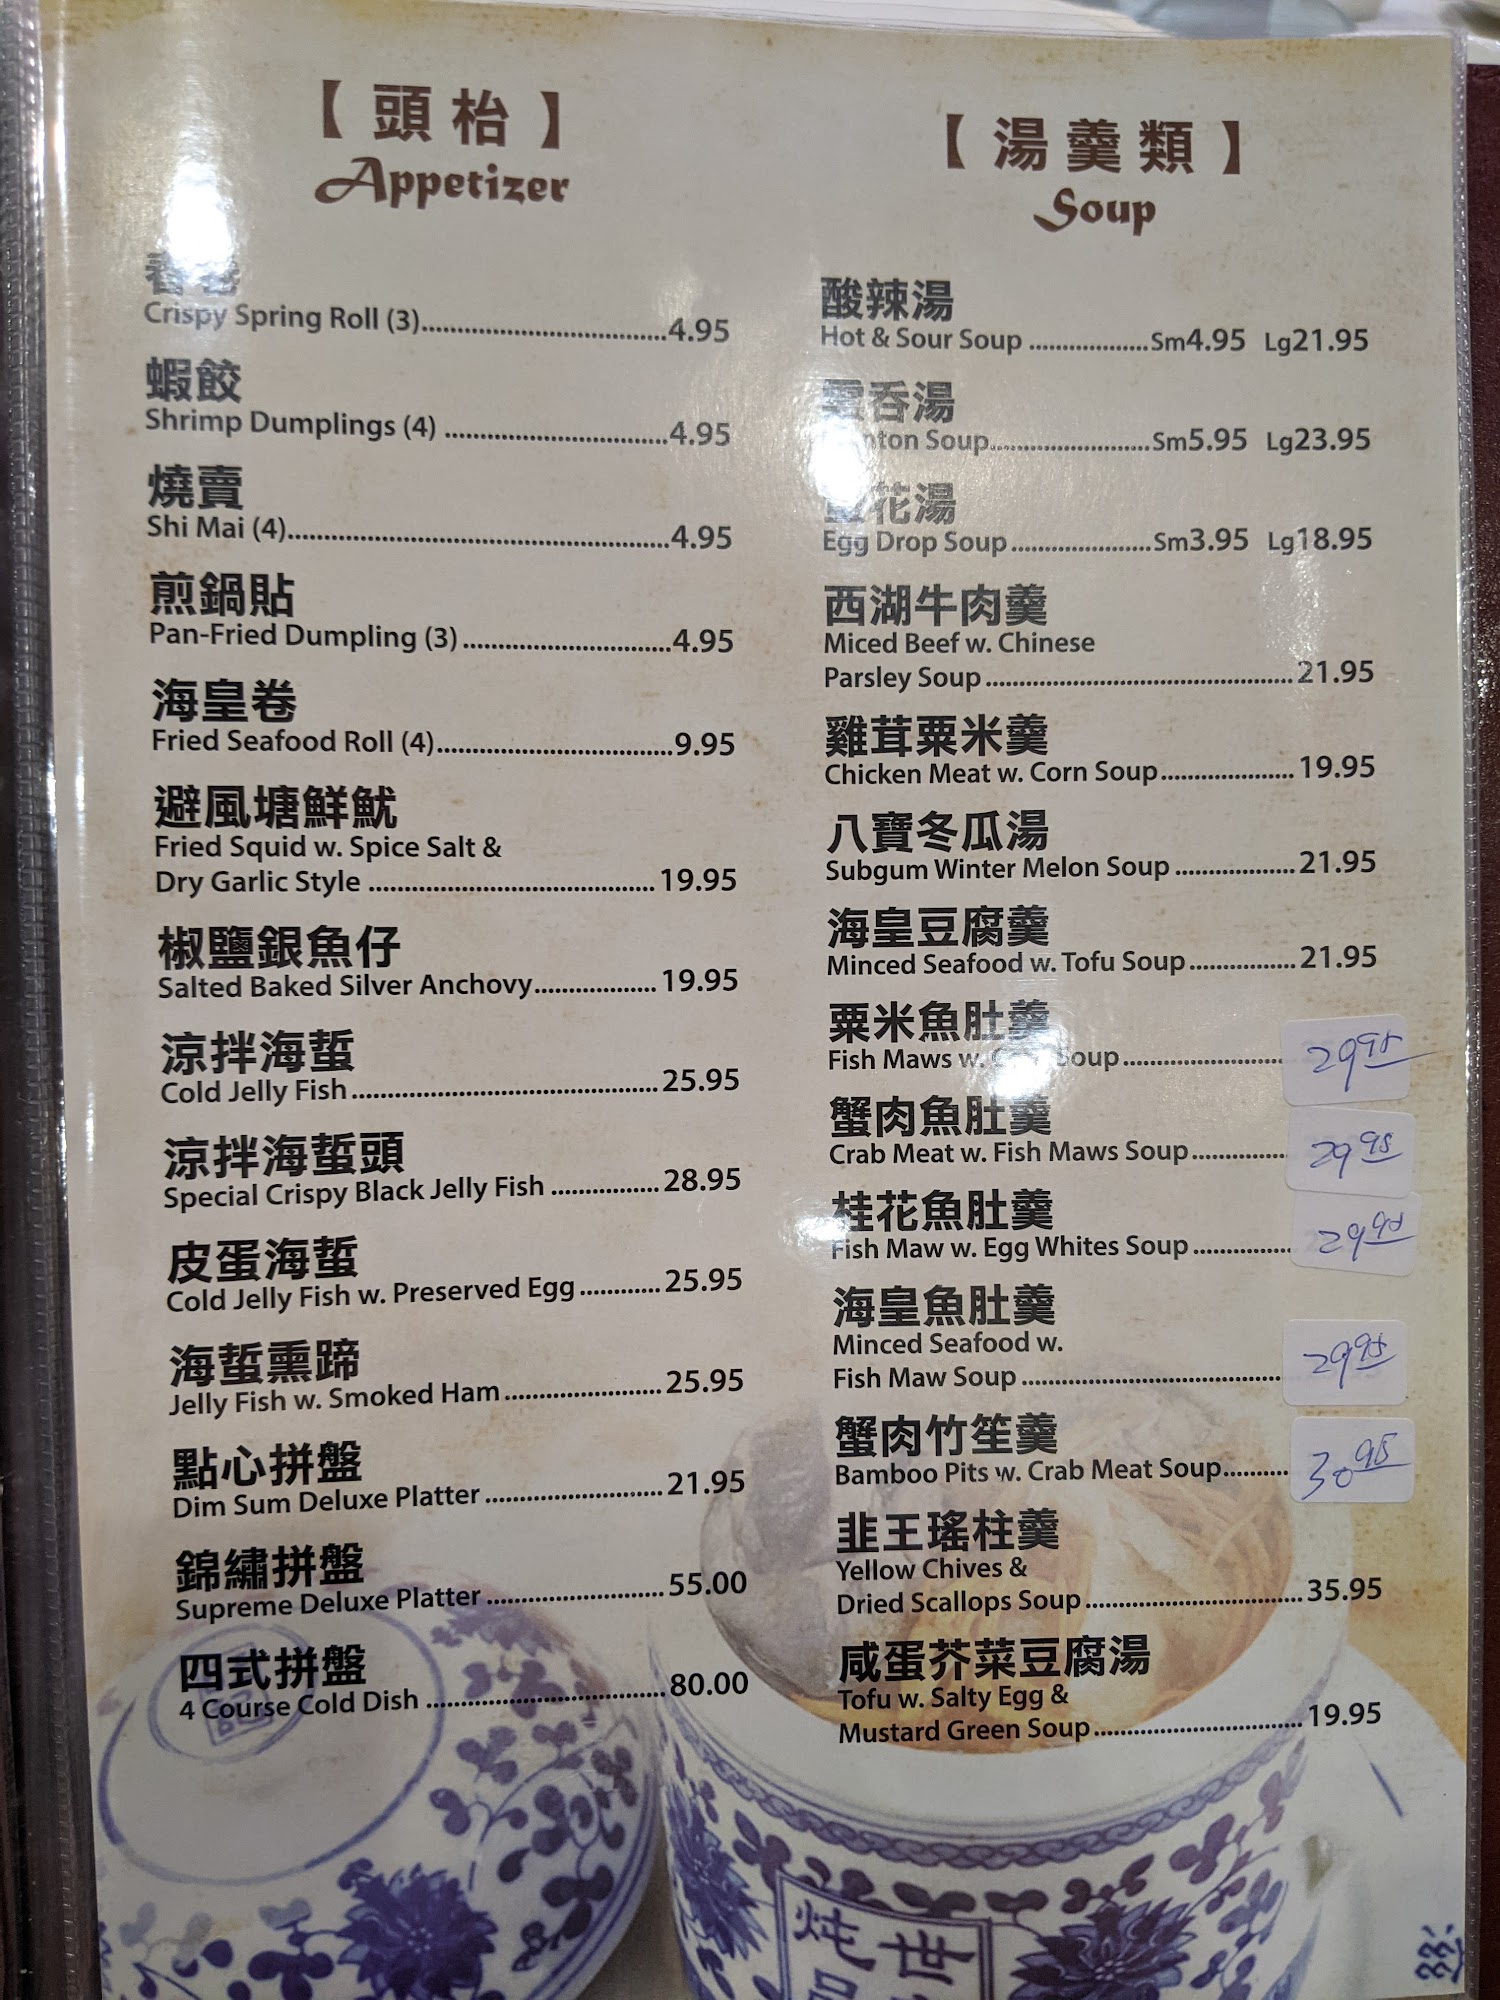 【頭枱】
Appetizer
Crispy Spring Roll (3)..........4.95
蝦餃
Shrimp Dumplings (4) ..........4.95
燒賣
Shi Mai (4)..........4.95
煎鍋貼
Pan-Fried Dumpling (3)..........4.95
海皇卷
Fried Seafood Roll (4)..........9.95
避風塘鮮魷
Fried Squid w. Spice Salt &
Dry Garlic Style ..........19.95
椒鹽銀魚仔
Salted Baked Silver Anchovy..........19.95
涼拌海蜇
Cold Jelly Fish..........25.95
涼拌海蜇頭
Special Crispy Black Jelly Fish ..........28.95
皮蛋海蜇
Cold Jelly Fish w. Preserved Egg..........25.95
海蜇熏蹄
Jelly Fish w. Smoked Ham..........25.95
點心拼盤
Dim Sum Deluxe Platter..........21.95
錦繡拼盤
Supreme Deluxe Platter..........55.00
四式拼盤
4 Course Cold Dish ..........80.00
【湯羹類】
Soup
酸辣湯
Hot & Sour Soup ..........Sm4.95 Lg21.95
雲吞湯
Soup..........Sm5.95 Lg23.95
花湯
Egg Drop Soup..........Sm3.95 Lg18.95
西湖牛肉羹
Miced Beef w. Chinese
Parsley Soup..........21.95
雞茸粟米羹
Chicken Meat w. Corn Soup..........19.95
八寶冬瓜湯
Subgum Winter Melon Soup ..........21.95
海皇豆腐羹
Minced Seafood w. Tofu Soup..........21.95
粟米魚肚羹
Fish Maws w. Soup..........29.95
蟹肉魚肚羹
Crab Meat w. Fish Maws Soup..........29.95
桂花魚肚羹
Fish Maw w. Egg Whites Soup..........29.95
海皇魚肚羹
Minced Seafood w.
Fish Maw Soup..........29.95
蟹肉竹笙羹
Bamboo Pits w. Crab Meat Soup..........30.95
韭王瑤柱羹
Yellow Chives &
Dried Scallops Soup..........35.95
咸蛋芥菜豆腐湯
Tofu w. Salty Egg &
Mustard Green Soup..........19.95